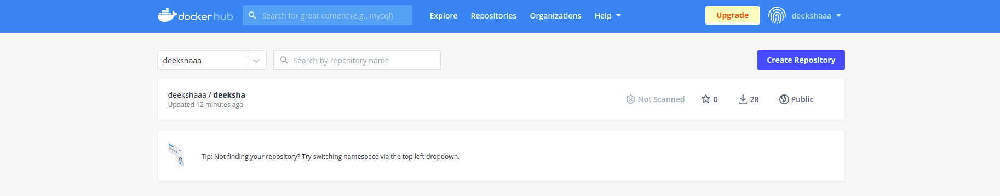 docker hub Search for great content (e.g., mysql) Explore Repositories Organizations Help Upgrade deekshaaa
deekshaaa Search by repository name Create Repository
deekshaaa / deeksha Not Scanned 0 28 Public
Updated 12 minutes ago
Tip: Not finding your repository? Try switching namespace via the top left dropdown.